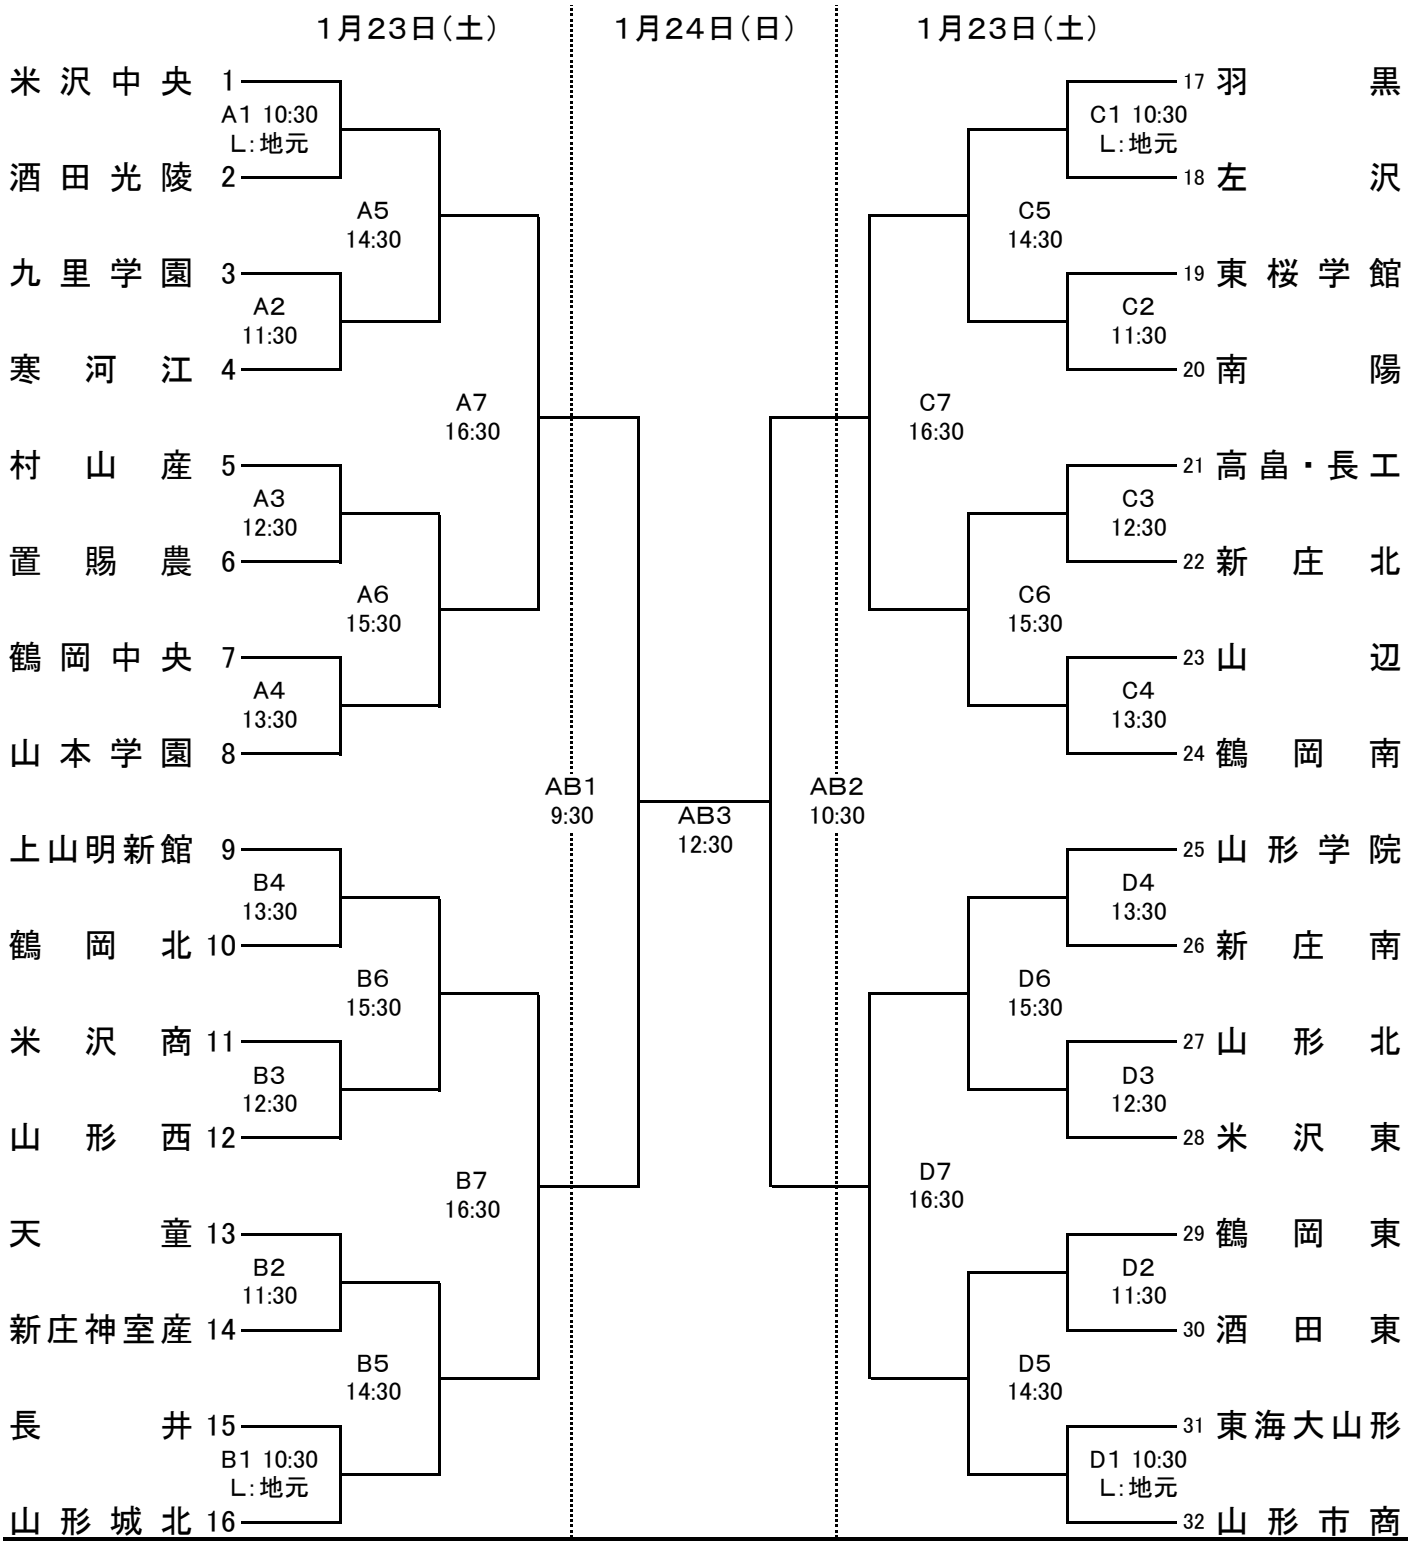 1月23日(土) 1月24日(日) 1月23日(土)
米沢中央 1
A1 10:30
L:地元
酒田光陵 2
A5
14:30
九里学園 3
A2
11:30
寒河江 4
A7
16:30
村山産 5
A3
12:30
置賜農 6
A6
15:30
鶴岡中央 7
A4
13:30
山本学園 8
上山明新館 9
B4
13:30
鶴岡北 10
B6
15:30
米沢商 11
B3
12:30
山形西 12
B7
16:30
天童 13
B2
11:30
新庄神室産 14
B5
14:30
長井 15
B1 10:30
L:地元
山形城北 16
AB1
9:30
AB3
12:30
AB2
10:30
17 羽黒
C1 10:30
L:地元
18 左沢
C5
14:30
19 東桜学館
C2
11:30
20 南陽
C7
16:30
21 高畠・長工
C3
12:30
22 新庄北
C6
15:30
23 山辺
C4
13:30
24 鶴岡南
25 山形学院
D4
13:30
26 新庄南
D6
15:30
27 山形北
D3
12:30
28 米沢東
D7
16:30
29 鶴岡東
D2
11:30
30 酒田東
D5
14:30
31 東海大山形
D1 10:30
L:地元
32 山形市商